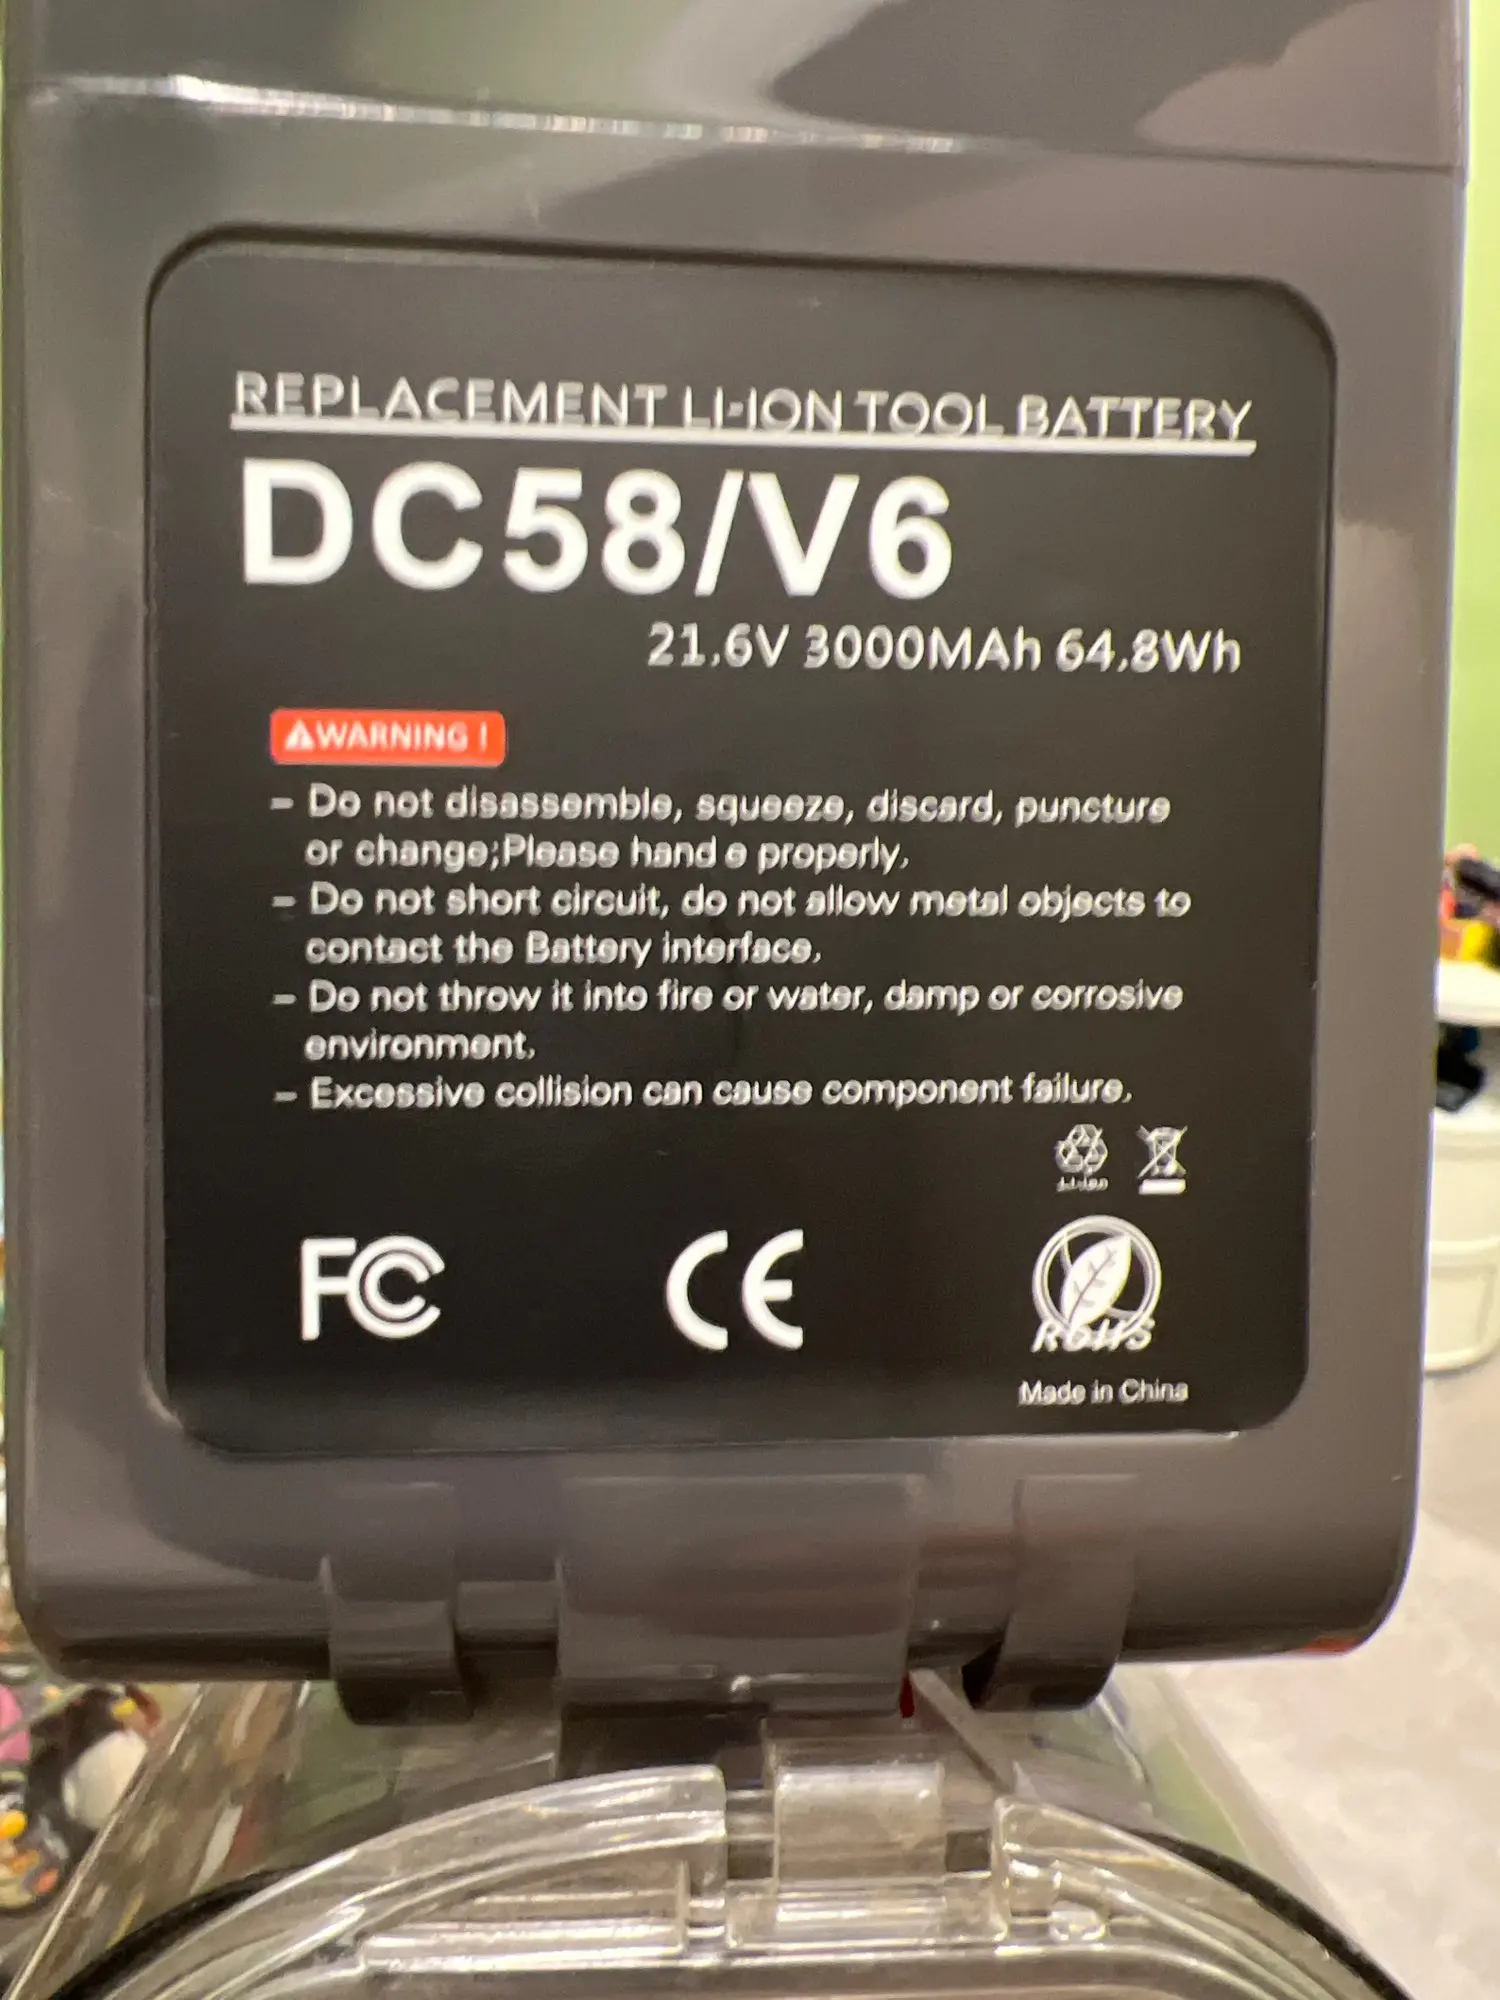 REPLACEMENT LI-ION TOOL BATTERY
DC58/V6
21.6V 3000MAh 64.8Wh
⚠WARNING !
- Do not disassemble, squeeze, discard, puncture
or change;Please hand e properly.
- Do not short circuit, do not allow metal objects to
contact the Battery interface.
- Do not throw it into fire or water, damp or corrosive
environment.
- Excessive collision can cause component failure.
Li-ion
FC CE
ROHS
Made in China